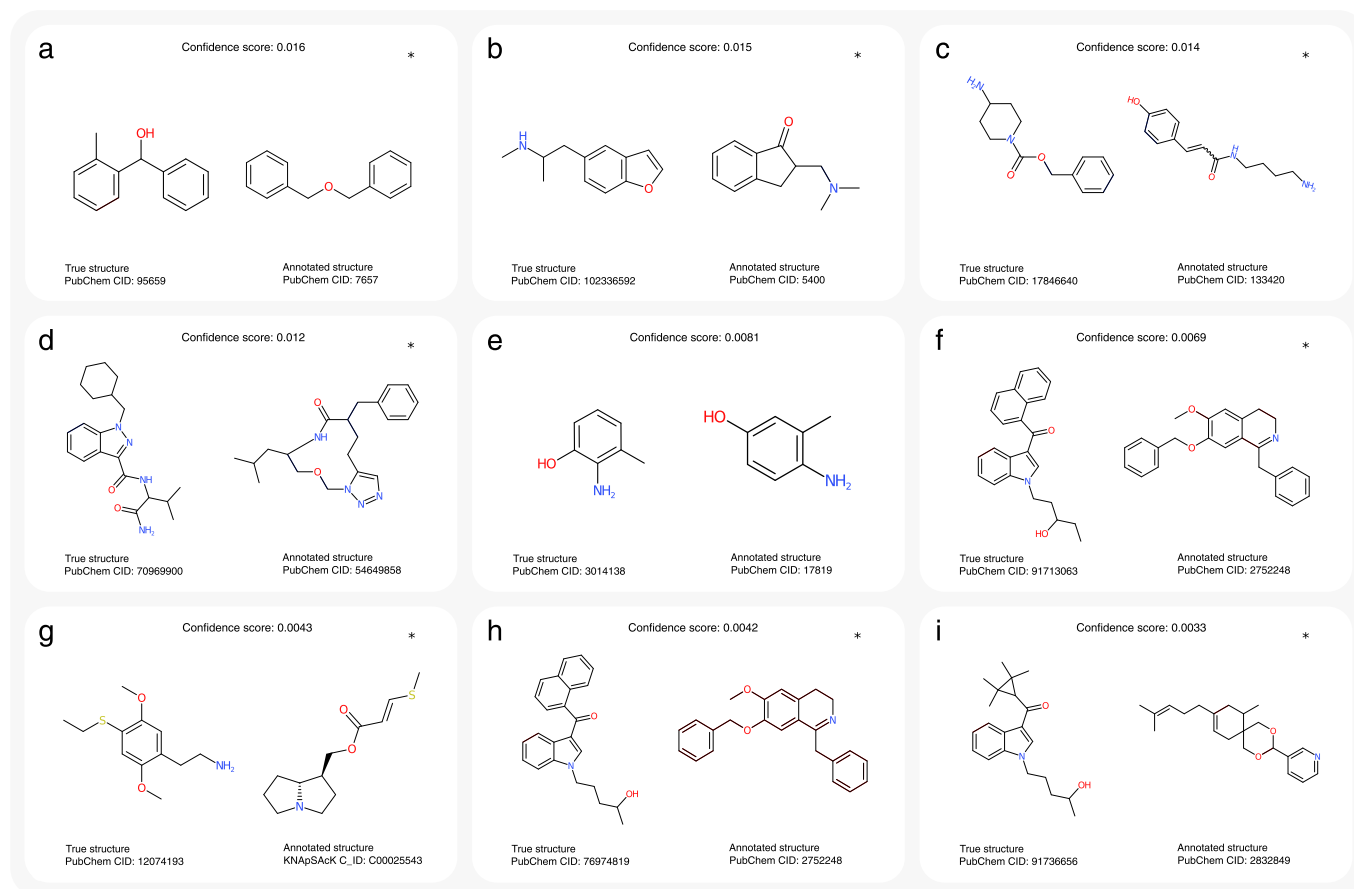 a
Confidence score: 0.016
*
OH
O
True structure
PubChem CID: 95659
Annotated structure
PubChem CID: 7657
b
Confidence score: 0.015
*
H
N
O
O
N
True structure
PubChem CID: 102336592
Annotated structure
PubChem CID: 5400
c
Confidence score: 0.014
*
H₂N
N
O
O
HO
H
N
O
NH₂
True structure
PubChem CID: 17846640
Annotated structure
PubChem CID: 133420
d
Confidence score: 0.012
*
N
N
O
NH
O
NH₂
O
NH
O
N
N
N
True structure
PubChem CID: 70969900
Annotated structure
PubChem CID: 54649858
e
Confidence score: 0.0081
HO
NH₂
HO
NH₂
True structure
PubChem CID: 3014138
Annotated structure
PubChem CID: 17819
f
Confidence score: 0.0069
*
O
N
HO
O
O
N
True structure
PubChem CID: 91713063
Annotated structure
PubChem CID: 2752248
g
Confidence score: 0.0043
*
O
S
NH₂
O
S
O
O
N
True structure
PubChem CID: 12074193
Annotated structure
KNApSAcK C_ID: C00025543
h
Confidence score: 0.0042
*
O
N
OH
O
O
N
True structure
PubChem CID: 76974819
Annotated structure
PubChem CID: 2752248
i
Confidence score: 0.0033
*
O
N
OH
O
O
N
True structure
PubChem CID: 91736656
Annotated structure
PubChem CID: 2832849